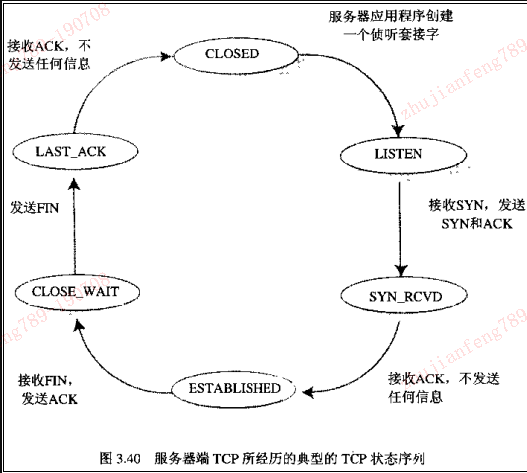 服务器应用程序创建
一个侦听套接字
接收ACK，不
发送任何信息
CLOSED
LAST_ACK
LISTEN
发送FIN
接收SYN，发送
SYN和ACK
CLOSE_WAIT
SYN_RCVD
接收FIN，
发送ACK
ESTABLISHED
接收ACK，不发送
任何信息
图 3.40 服务器端 TCP 所经历的典型的 TCP 状态序列
zhujianfeng789